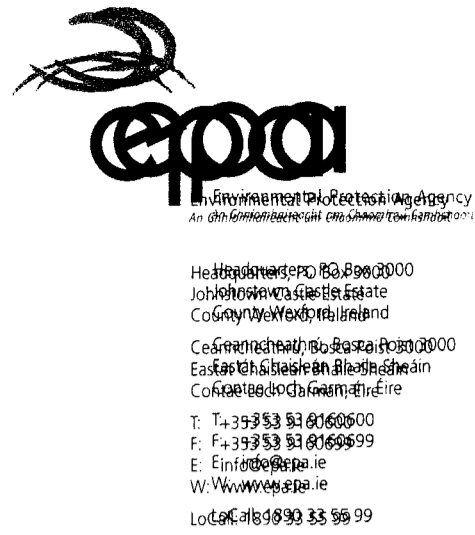 epa
Environmental Protection Agency
An Ghníomhaireacht um Chaomhnú Comhshaoil
Headquarters, PO Box 3000
Johnstown Castle Estate
County Wexford, Ireland
Ceanncheathrú, Bosca Poist 3000
Eastát Chaisleán Bhaile Sheáin
Contae Loch Garman, Éire
T: +353 53 9160600
F: +353 53 9160699
E: info@epa.ie
W: www.epa.ie
LoCall: 1890 33 55 99